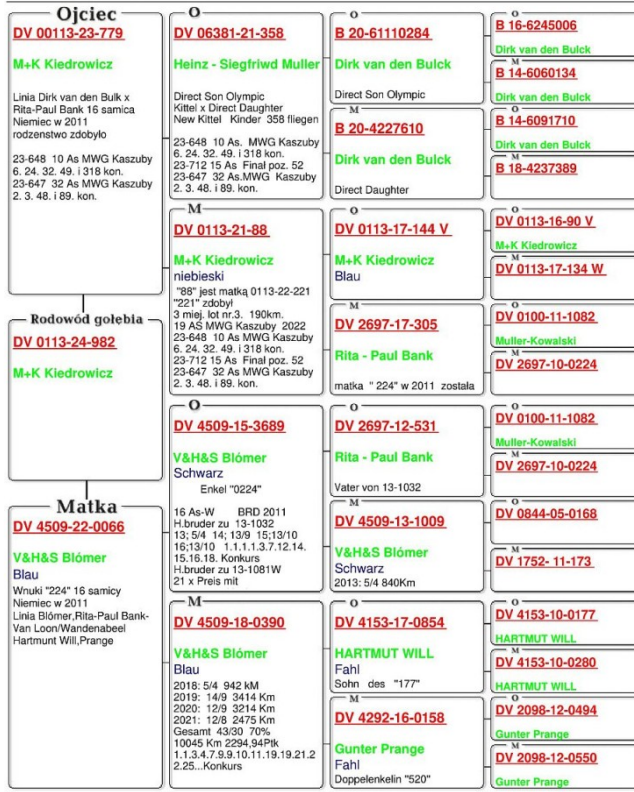 Ojciec
DV 00113-23-779
M+K Kiedrowicz
Linia Dirk van den Bulk x
Rita-Paul Bank 16 samica
Niemiec w 2011
rodzenstwo zdobyło
23-648 10 As MWG Kaszuby
6. 24. 32. 49. i 318 kon.
23-647 32 As MWG Kaszuby
2. 3. 48. i 89. kon.
Rodowód gołębia
DV 0113-24-982
M+K Kiedrowicz
Matka
DV 4509-22-0066
V&H&S Blómer
Blau
Wnuki "224" 16 samicy
Niemiec w 2011
Linia Blómer,Rita-Paul Bank-
Van Loon/Wandenabeel
Hartmunt Will,Prange
O
DV 06381-21-358
Heinz - Siegfriwd Muller
Direct Son Olympic
Kittel x Direct Daughter
New Kittel Kinder 358 fliegen
23-648 10 As. MWG Kaszuby
6. 24. 32. 49. i 318 kon.
23-712 15 As Final poz. 52
23-647 32 As.MWG Kaszuby
2. 3. 48. i 89. kon.
M
DV 0113-21-88
M+K Kiedrowicz
niebieski
"88" jest matką 0113-22-221
"221" zdobył
3 miej. lot nr.3. 190km.
19 AS MWG Kaszuby 2022
23-648 10 As MWG Kaszuby
6. 24. 32. 49. i 318 kon.
23-712 15 As Final poz. 52
23-647 32 As MWG Kaszuby
2. 3. 48. i 89. kon.
O
DV 4509-15-3689
V&H&S Blómer
Schwarz
Enkel "0224"
16 As-W BRD 2011
H.bruder zu 13-1032
13; 5/4 14; 13/9 15;13/10
16;13/10 1.1.1.1.3.7.12.14.
15.16.18. Konkurs
H.bruder zu 13-1081W
21 x Preis mit
M
DV 4509-18-0390
V&H&S Blómer
Blau
2018: 5/4 942 kM
2019: 14/9 3414 Km
2020: 12/9 3214 Km
2021: 12/8 2475 Km
Gesamt 43/30 70%
10045 Km 2294,94Ptk
1.1.3.4.7.9.9.10.11.19.19.21.2
2.25...Konkurs
O
B 20-61110284
Dirk van den Bulck
Direct Son Olympic
M
B 20-4227610
Dirk van den Bulck
Direct Daughter
O
DV 0113-17-144 V
M+K Kiedrowicz
Blau
M
DV 2697-17-305
Rita - Paul Bank
matka " 224" w 2011 została
O
DV 2697-12-531
Rita - Paul Bank
Vater von 13-1032
M
DV 4509-13-1009
V&H&S Blómer
Schwarz
2013: 5/4 840Km
O
DV 4153-17-0854
HARTMUT WILL
Fahl
Sohn des "177"
M
DV 4292-16-0158
Gunter Prange
Fahl
Doppelenkelin "520"
O
B 16-6245006
Dirk van den Bulck
M
B 14-6060134
Dirk van den Bulck
O
B 14-6091710
Dirk van den Bulck
M
B 18-4237389
O
DV 0113-16-90 V
M+K Kiedrowicz
M
DV 0113-17-134 W
O
DV 0100-11-1082
Muller-Kowalski
M
DV 2697-10-0224
O
DV 0100-11-1082
Muller-Kowalski
M
DV 2697-10-0224
O
DV 0844-05-0168
M
DV 1752- 11-173
O
DV 4153-10-0177
HARTMUT WILL
M
DV 4153-10-0280
HARTMUT WILL
O
DV 2098-12-0494
Gunter Prange
M
DV 2098-12-0550
Gunter Prange